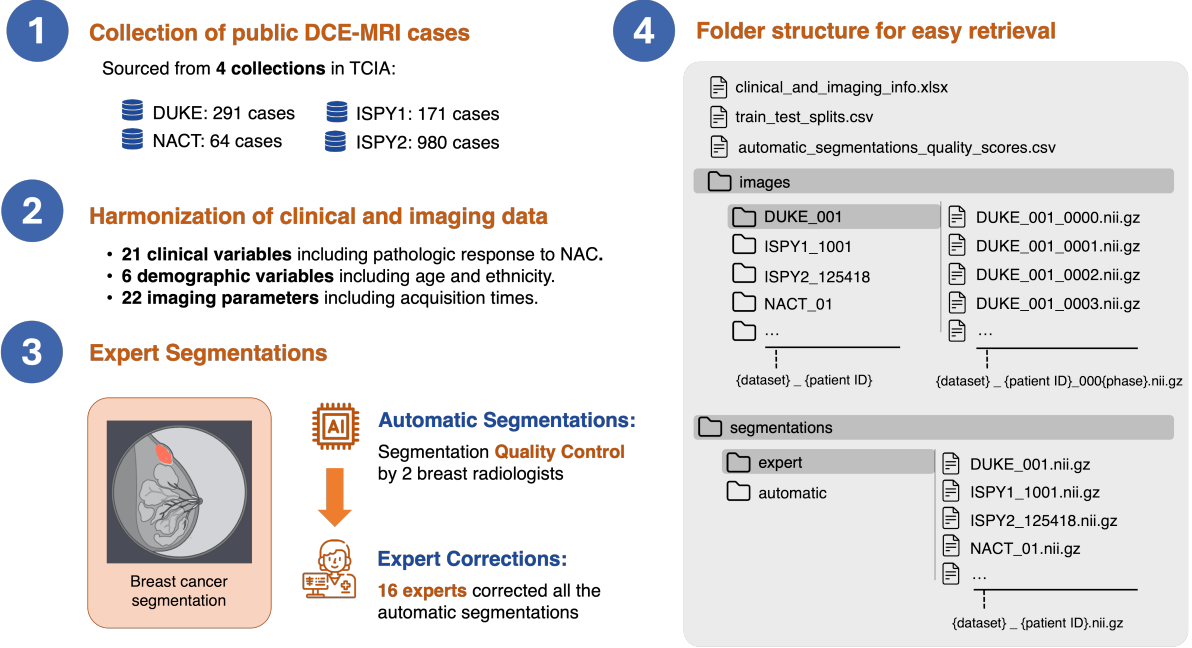 1
Collection of public DCE-MRI cases
Sourced from 4 collections in TCIA:
DUKE: 291 cases
ISPY1: 171 cases
NACT: 64 cases
ISPY2: 980 cases
2
Harmonization of clinical and imaging data
• 21 clinical variables including pathologic response to NAC.
• 6 demographic variables including age and ethnicity.
• 22 imaging parameters including acquisition times.
3
Expert Segmentations
Breast cancer
segmentation
AI
Automatic Segmentations:
Segmentation Quality Control
by 2 breast radiologists
Expert Corrections:
16 experts corrected all the
automatic segmentations
4
Folder structure for easy retrieval
clinical_and_imaging_info.xlsx
train_test_splits.csv
automatic_segmentations_quality_scores.csv
images
DUKE_001
ISPY1_1001
ISPY2_125418
NACT_01
...
{dataset} _ {patient ID}
DUKE_001_0000.nii.gz
DUKE_001_0001.nii.gz
DUKE_001_0002.nii.gz
DUKE_001_0003.nii.gz
...
{dataset} _ {patient ID}_000{phase}.nii.gz
segmentations
expert
automatic
DUKE_001.nii.gz
ISPY1_1001.nii.gz
ISPY2_125418.nii.gz
NACT_01.nii.gz
...
{dataset} _ {patient ID}.nii.gz